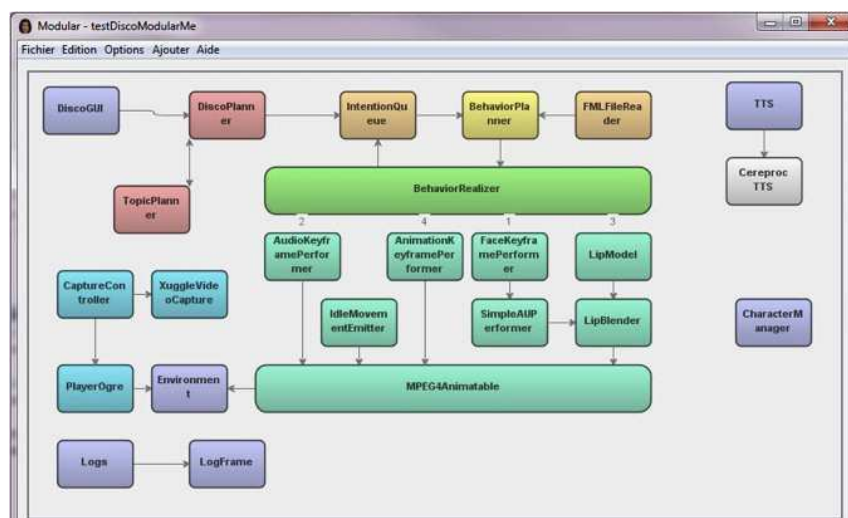 Modular - testDiscoModularMe
Fichier Edition Options Ajouter Aide
DiscoGUI
DiscoPlann
er
IntentionQu
eue
BehaviorPla
nner
FMLFileRea
der
TTS
Cereproc
TTS
TopicPlann
er
BehaviorRealizer
2
4
1
3
AudioKeyfr
amePerfor
mer
AnimationK
eyframePer
former
FaceKeyfra
mePerform
er
LipModel
CaptureCo
ntroller
XuggleVide
oCapture
IdleMovem
entEmitter
SimpleAUP
erformer
LipBlender
CharacterM
anager
PlayerOgre
Environmen
t
MPEG4Animatable
Logs
LogFrame